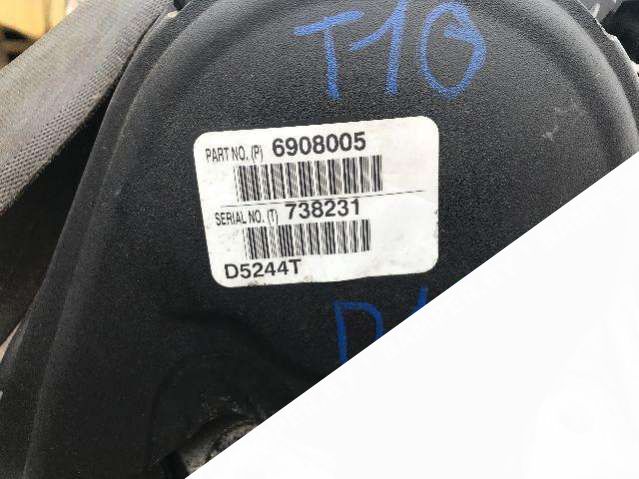 T10
PART NO. (P) 6908005
SERIAL NO. (T) 738231
D5244T